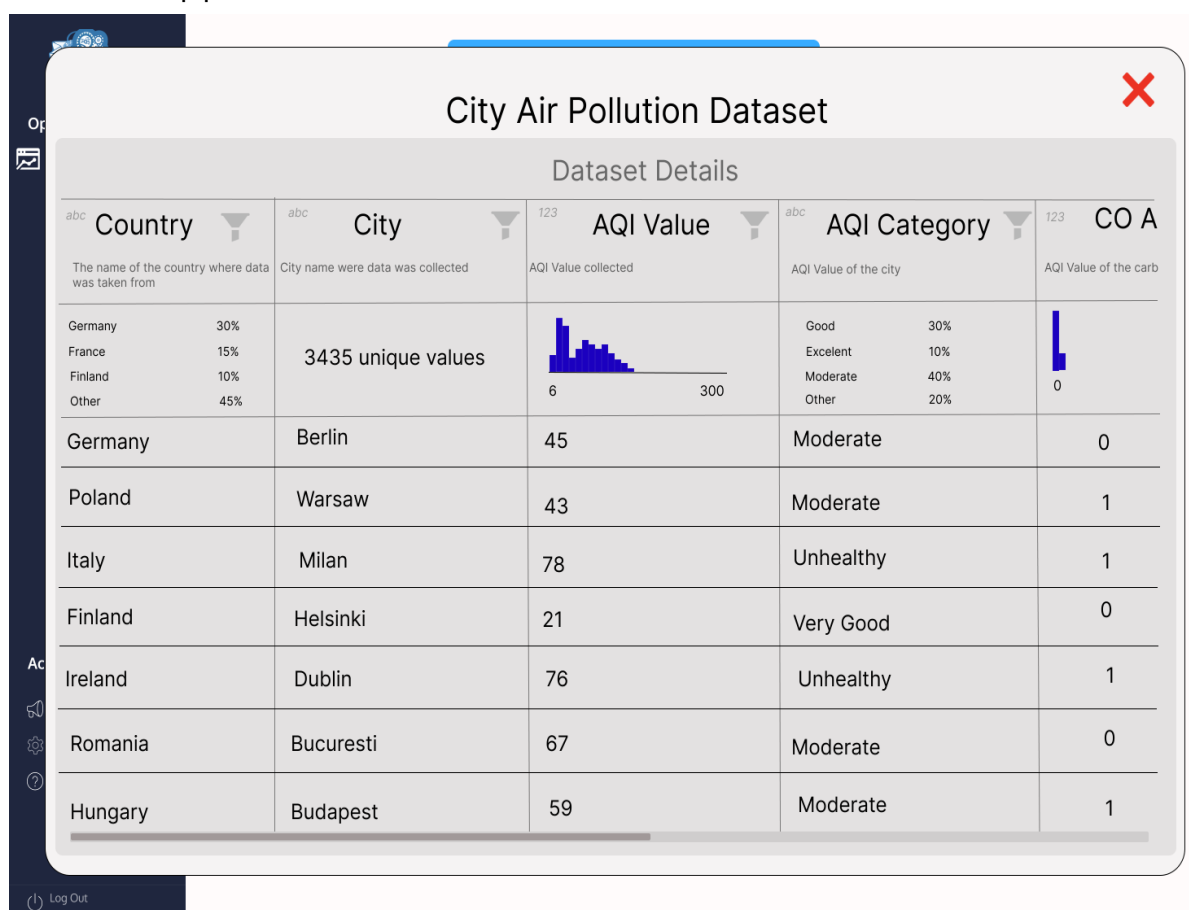 City Air Pollution Dataset
Op
Dataset Details
abc Country
abc City
123 AQI Value
abc AQI Category
123 CO A
The name of the country where data
was taken from
City name were data was collected
AQI Value collected
AQI Value of the city
AQI Value of the carb
Germany 30%
France 15%
Finland 10%
Other 45%
3435 unique values
6 300
Good 30%
Excelent 10%
Moderate 40%
Other 20%
0
Germany Berlin 45 Moderate 0
Poland Warsaw 43 Moderate 1
Italy Milan 78 Unhealthy 1
Finland Helsinki 21 Very Good 0
Ac
Ireland Dublin 76 Unhealthy 1
Romania Bucuresti 67 Moderate 0
Hungary Budapest 59 Moderate 1
Log Out